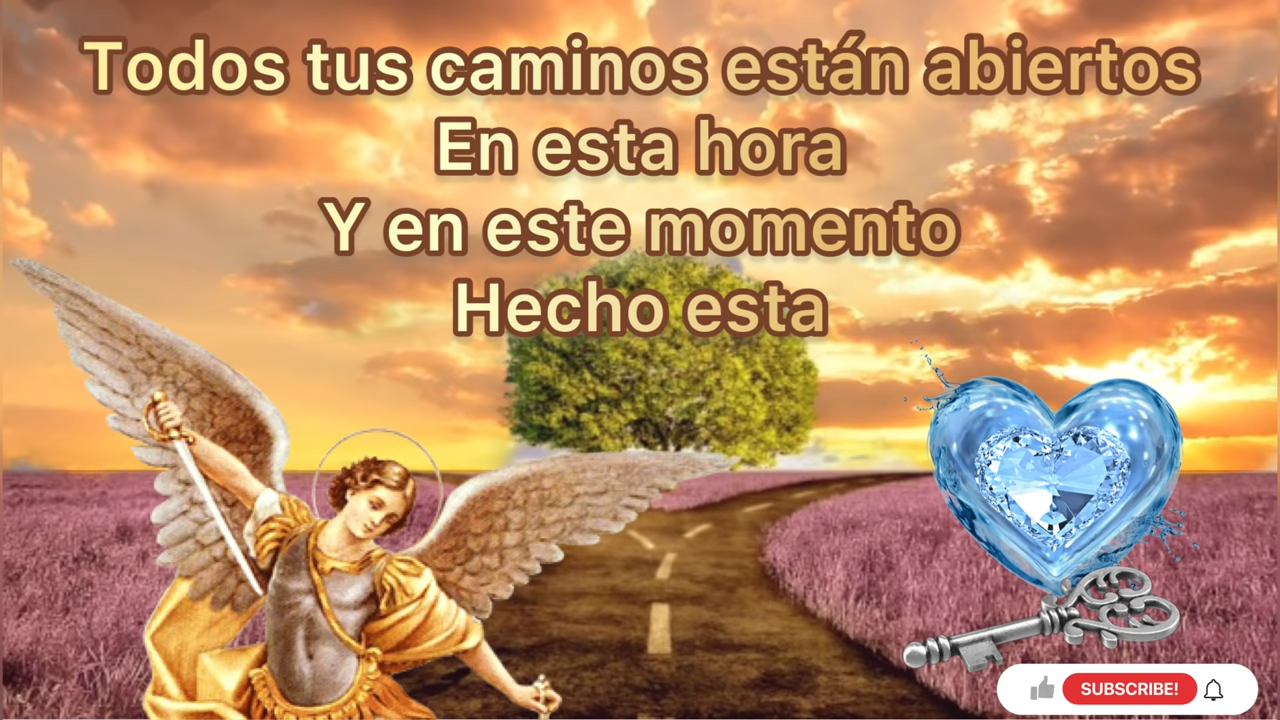 Todos tus caminos están abiertos
En esta hora
Y en este momento
Hecho esta
SUBSCRIBE!